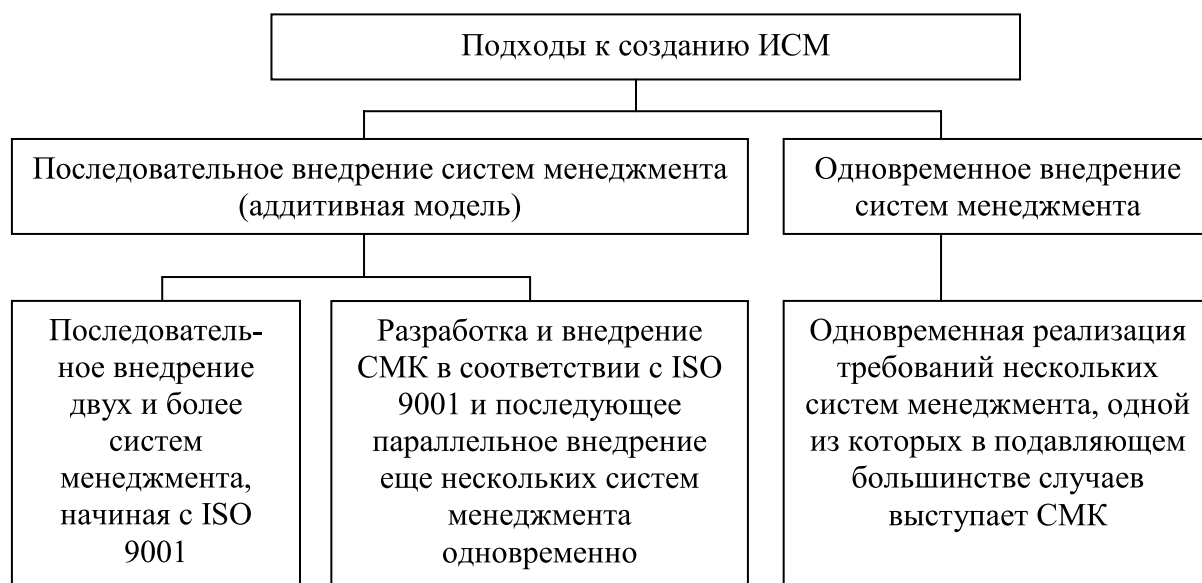 Подходы к созданию ИСМ
Последовательное внедрение систем менеджмента
(аддитивная модель)
Одновременное внедрение
систем менеджмента
Последователь-
ное внедрение
двух и более
систем
менеджмента,
начиная с ISO
9001
Разработка и внедрение
СМК в соответствии с ISO
9001 и последующее
параллельное внедрение
еще нескольких систем
менеджмента
одновременно
Одновременная реализация
требований нескольких
систем менеджмента, одной
из которых в подавляющем
большинстве случаев
выступает СМК